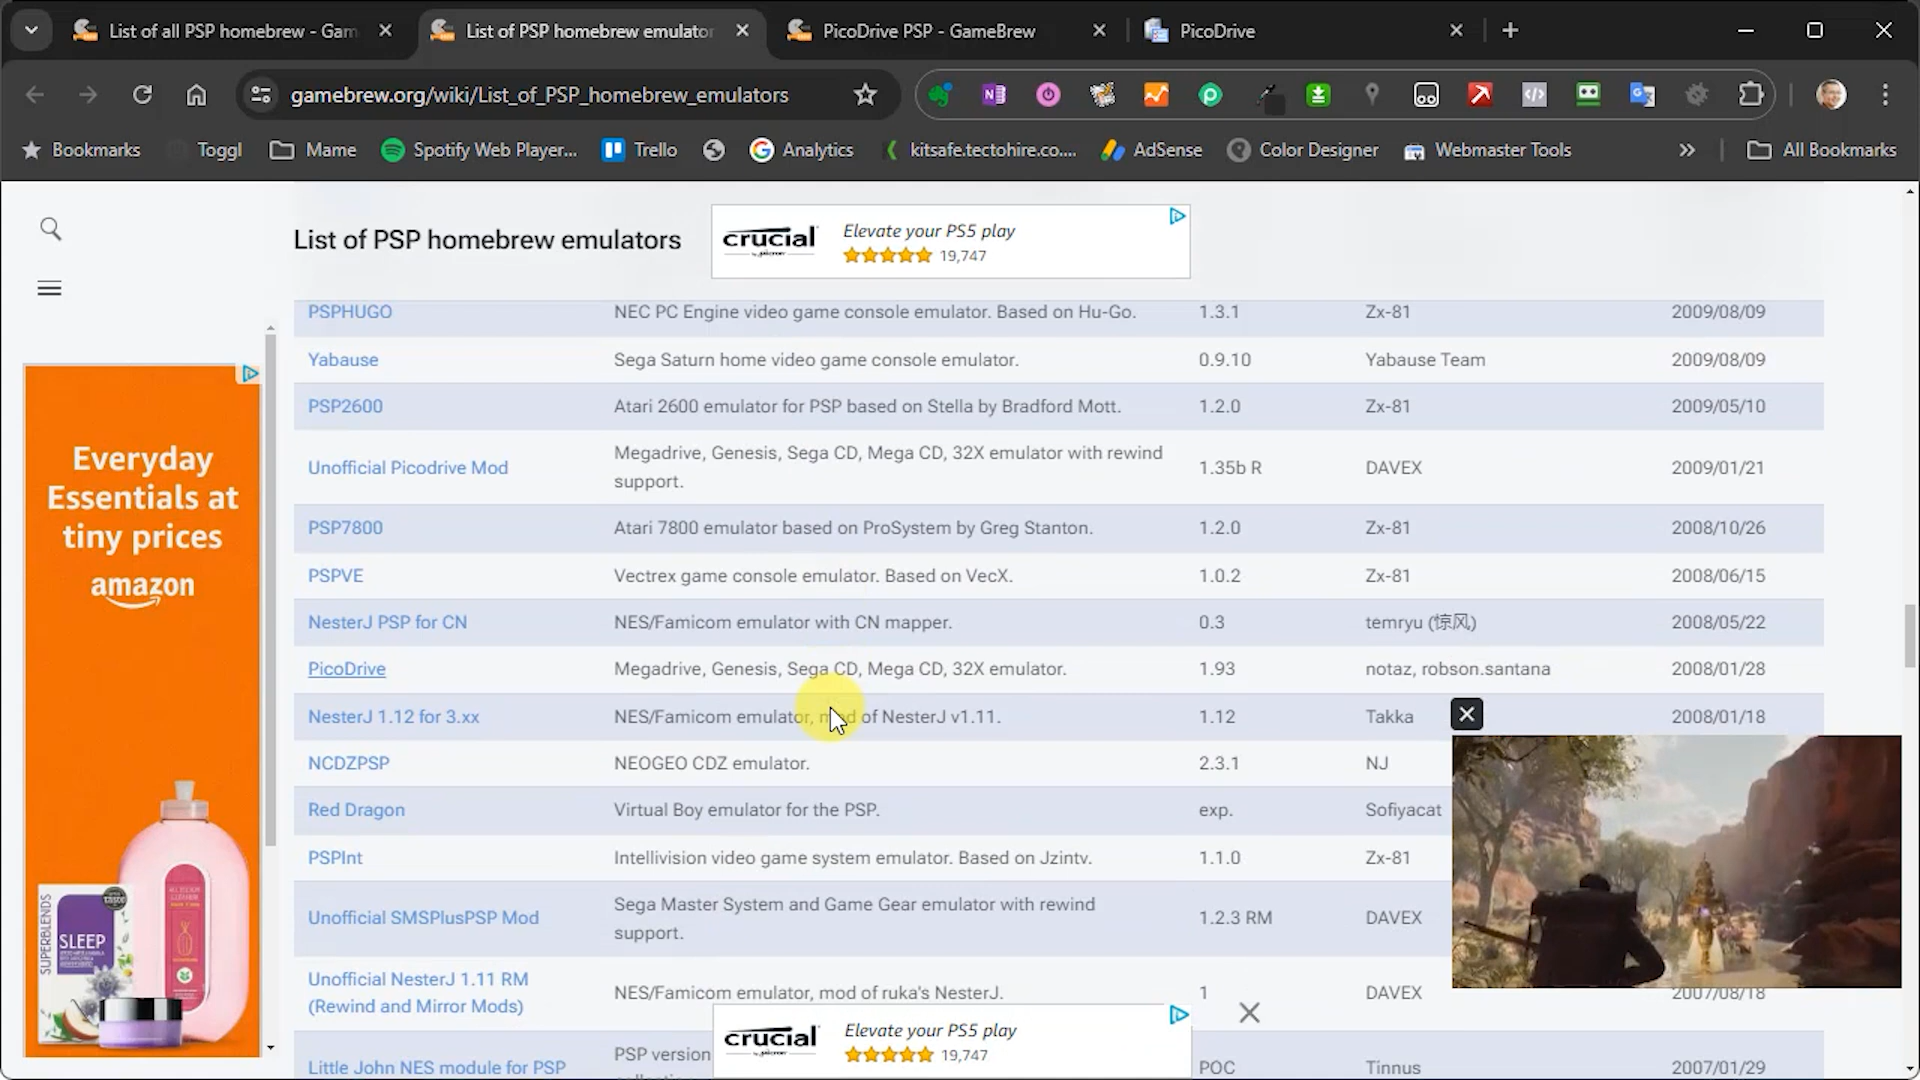 List of all PSP homebrew - Gam
List of PSP homebrew emulator
PicoDrive PSP - GameBrew
PicoDrive
gamebrew.org/wiki/List_of_PSP_homebrew_emulators
Bookmarks
Toggl
Mame
Spotify Web Player...
Trello
Analytics
kitsafe.tectohire.co....
AdSense
Color Designer
Webmaster Tools
All Bookmarks
List of PSP homebrew emulators
crucial
Elevate your PS5 play
19,747
PSPHUGO NEC PC Engine video game console emulator. Based on Hu-Go. 1.3.1 Zx-81 2009/08/09
Yabause Sega Saturn home video game console emulator. 0.9.10 Yabause Team 2009/08/09
PSP2600 Atari 2600 emulator for PSP based on Stella by Bradford Mott. 1.2.0 Zx-81 2009/05/10
Unofficial Picodrive Mod Megadrive, Genesis, Sega CD, Mega CD, 32X emulator with rewind
support. 1.35b R DAVEX 2009/01/21
PSP7800 Atari 7800 emulator based on ProSystem by Greg Stanton. 1.2.0 Zx-81 2008/10/26
PSPVE Vectrex game console emulator. Based on VecX. 1.0.2 Zx-81 2008/06/15
NesterJ PSP for CN NES/Famicom emulator with CN mapper. 0.3 temryu (惊风) 2008/05/22
PicoDrive Megadrive, Genesis, Sega CD, Mega CD, 32X emulator. 1.93 notaz, robson.santana 2008/01/28
NesterJ 1.12 for 3.xx NES/Famicom emulator, mod of NesterJ v1.11. 1.12 Takka 2008/01/18
NCDZPSP NEOGEO CDZ emulator. 2.3.1 NJ
Red Dragon Virtual Boy emulator for the PSP. exp. Sofiyacat
PSPInt Intellivision video game system emulator. Based on Jzintv. 1.1.0 Zx-81
Unofficial SMSPlusPSP Mod Sega Master System and Game Gear emulator with rewind
support. 1.2.3 RM DAVEX
Unofficial NesterJ 1.11 RM
(Rewind and Mirror Mods) NES/Famicom emulator, mod of ruka's NesterJ. 1 DAVEX 2007/08/18
Little John NES module for PSP PSP version POC Tinnus 2007/01/29
crucial
Elevate your PS5 play
19,747
Everyday
Essentials at
tiny prices
amazon
SUPERBLENDS
SLEEP